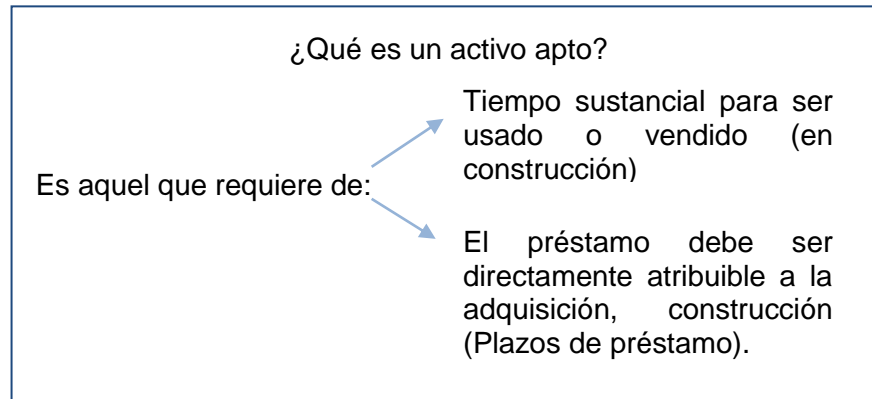 ¿Qué es un activo apto?
Tiempo sustancial para ser
usado o vendido (en
construcción)
Es aquel que requiere de:
El préstamo debe ser
directamente atribuible a la
adquisición, construcción
(Plazos de préstamo).